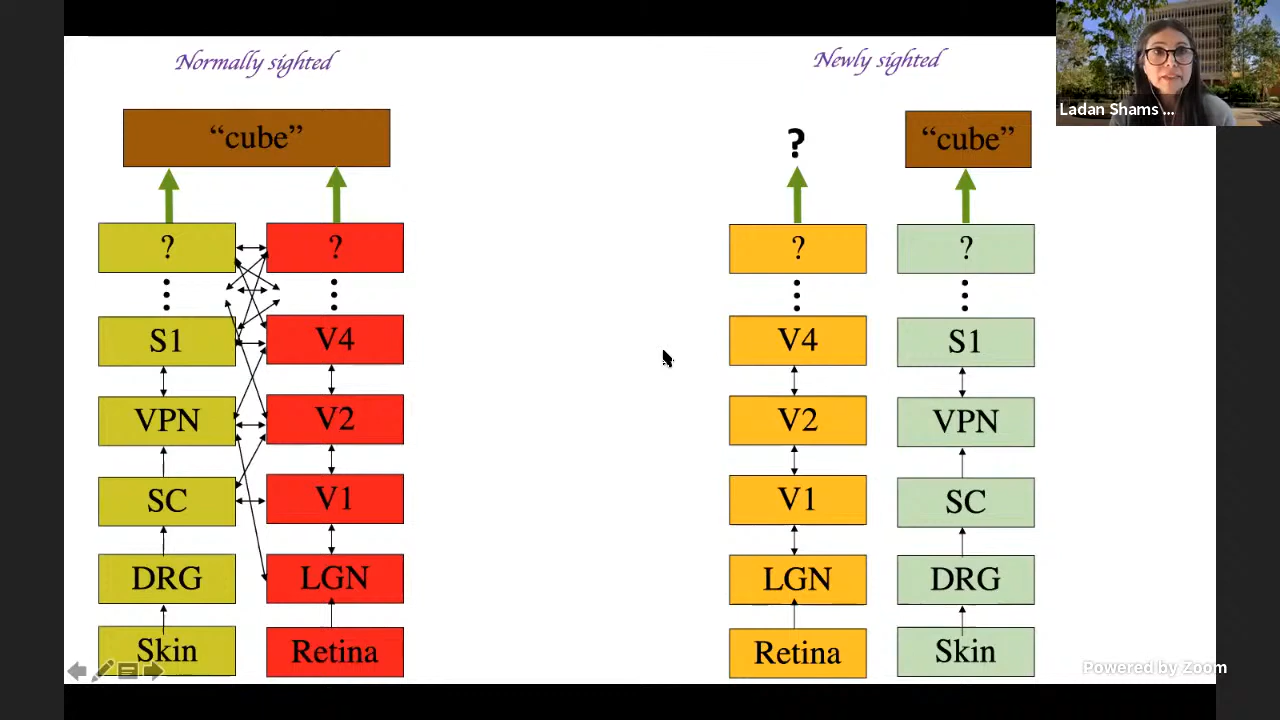 Normally sighted
"cube"
?
?
S1
V4
VPN
V2
SC
V1
DRG
LGN
Skin
Retina
Newly sighted
?
"cube"
?
?
V4
S1
V2
VPN
V1
SC
LGN
DRG
Retina
Skin
Ladan Shams ...
Powered by Zoom